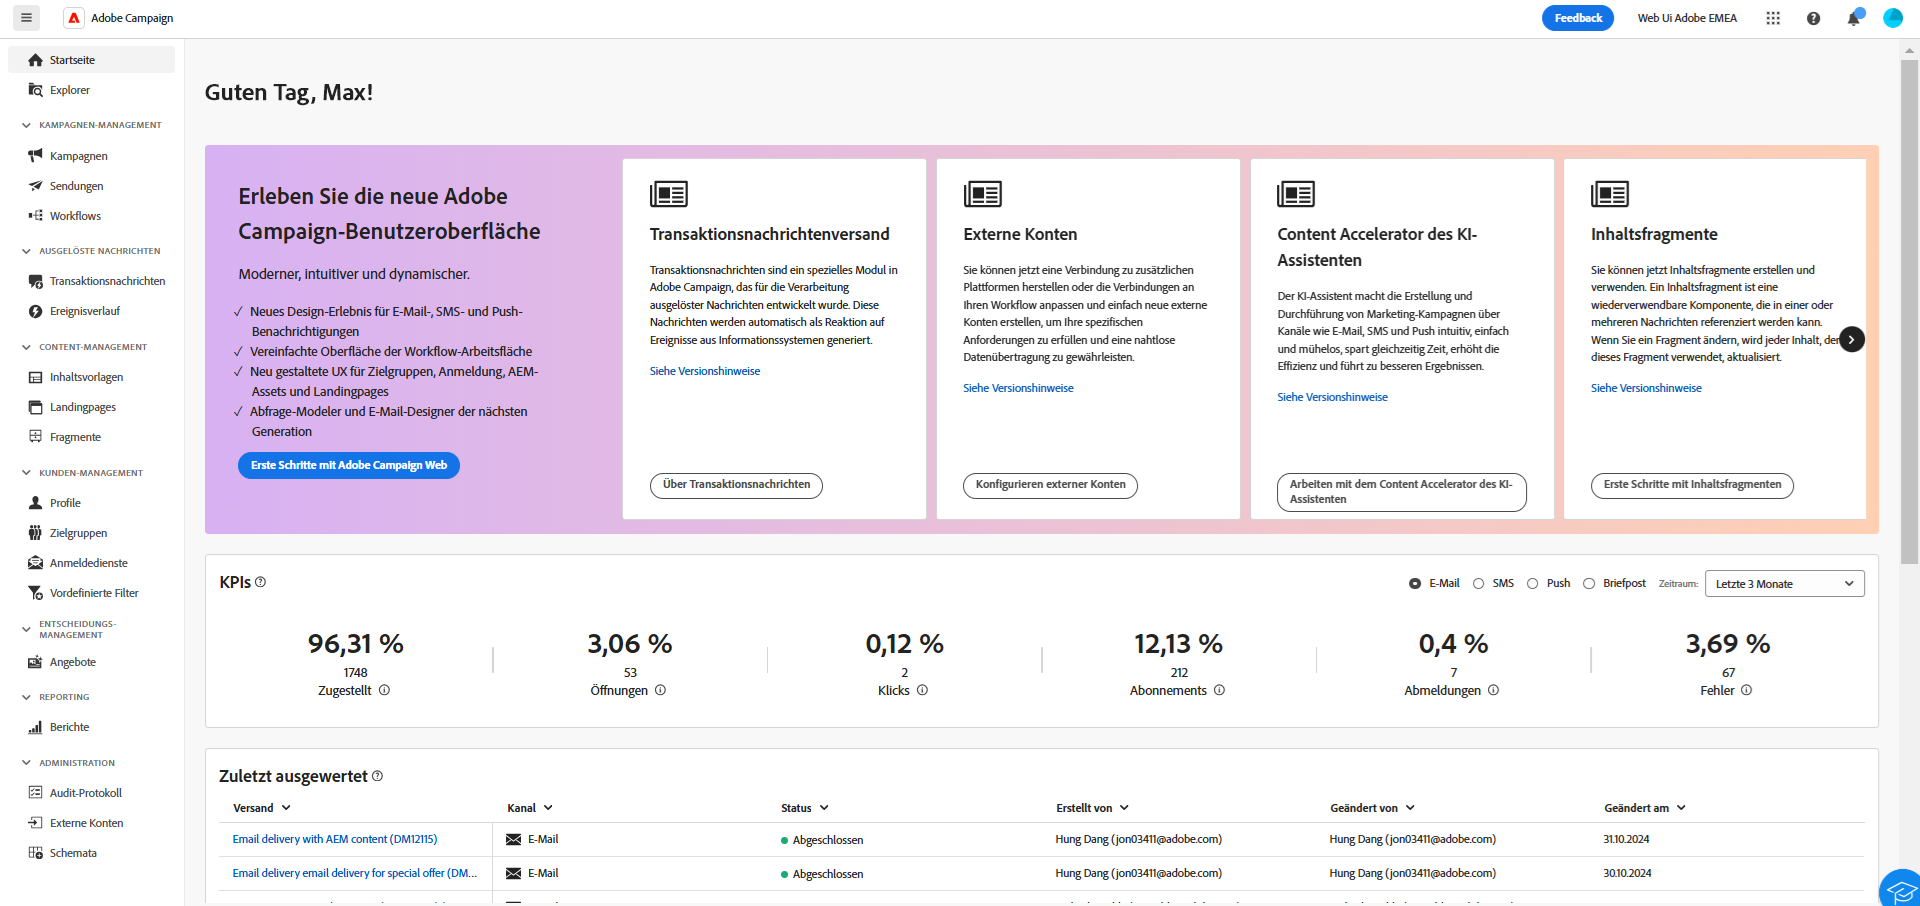 Adobe Campaign
Feedback
Web Ui Adobe EMEA
Startseite
Explorer
KAMPAGNEN-MANAGEMENT
Kampagnen
Sendungen
Workflows
AUSGELÖSTE NACHRICHTEN
Transaktionsnachrichten
Ereignisverlauf
CONTENT-MANAGEMENT
Inhaltsvorlagen
Landingpages
Fragmente
KUNDEN-MANAGEMENT
Profile
Zielgruppen
Anmeldedienste
Vordefinierte Filter
ENTSCHEIDUNGS-
MANAGEMENT
Angebote
REPORTING
Berichte
ADMINISTRATION
Audit-Protokoll
Externe Konten
Schemata
Guten Tag, Max!
Erleben Sie die neue Adobe
Campaign-Benutzeroberfläche
Moderner, intuitiver und dynamischer.
✓ Neues Design-Erlebnis für E-Mail-, SMS- und Push-
Benachrichtigungen
✓ Vereinfachte Oberfläche der Workflow-Arbeitsfläche
✓ Neu gestaltete UX für Zielgruppen, Anmeldung, AEM-
Assets und Landingpages
✓ Abfrage-Modeler und E-Mail-Designer der nächsten
Generation
Erste Schritte mit Adobe Campaign Web
Transaktionsnachrichtenversand
Transaktionsnachrichten sind ein spezielles Modul in
Adobe Campaign, das für die Verarbeitung
ausgelöster Nachrichten entwickelt wurde. Diese
Nachrichten werden automatisch als Reaktion auf
Ereignisse aus Informationssystemen generiert.
Siehe Versionshinweise
Über Transaktionsnachrichten
Externe Konten
Sie können jetzt eine Verbindung zu zusätzlichen
Plattformen herstellen oder die Verbindungen an
Ihren Workflow anpassen und einfach neue externe
Konten erstellen, um Ihre spezifischen
Anforderungen zu erfüllen und eine nahtlose
Datenübertragung zu gewährleisten.
Siehe Versionshinweise
Konfigurieren externer Konten
Content Accelerator des KI-
Assistenten
Der KI-Assistent macht die Erstellung und
Durchführung von Marketing-Kampagnen über
Kanäle wie E-Mail, SMS und Push intuitiv, einfach
und mühelos, spart gleichzeitig Zeit, erhöht die
Effizienz und führt zu besseren Ergebnissen.
Siehe Versionshinweise
Arbeiten mit dem Content Accelerator des KI-
Assistenten
Inhaltsfragmente
Sie können jetzt Inhaltsfragmente erstellen und
verwenden. Ein Inhaltsfragment ist eine
wiederverwendbare Komponente, die in einer oder
mehreren Nachrichten referenziert werden kann.
Wenn Sie ein Fragment ändern, wird jeder Inhalt, der
dieses Fragment verwendet, aktualisiert.
Siehe Versionshinweise
Erste Schritte mit Inhaltsfragmenten
KPIs
E-Mail SMS Push Briefpost Zeitraum: Letzte 3 Monate
96,31 % 3,06 % 0,12 % 12,13 % 0,4 % 3,69 %
1748 53 2 212 7 67
Zugestellt Öffnungen Klicks Abonnements Abmeldungen Fehler
Zuletzt ausgewertet
Versand Kanal Status Erstellt von Geändert von Geändert am
Email delivery with AEM content (DM12115) E-Mail Abgeschlossen Hung Dang (jon03411@adobe.com) Hung Dang (jon03411@adobe.com) 31.10.2024
Email delivery email delivery for special offer (DM... E-Mail Abgeschlossen Hung Dang (jon03411@adobe.com) Hung Dang (jon03411@adobe.com) 30.10.2024